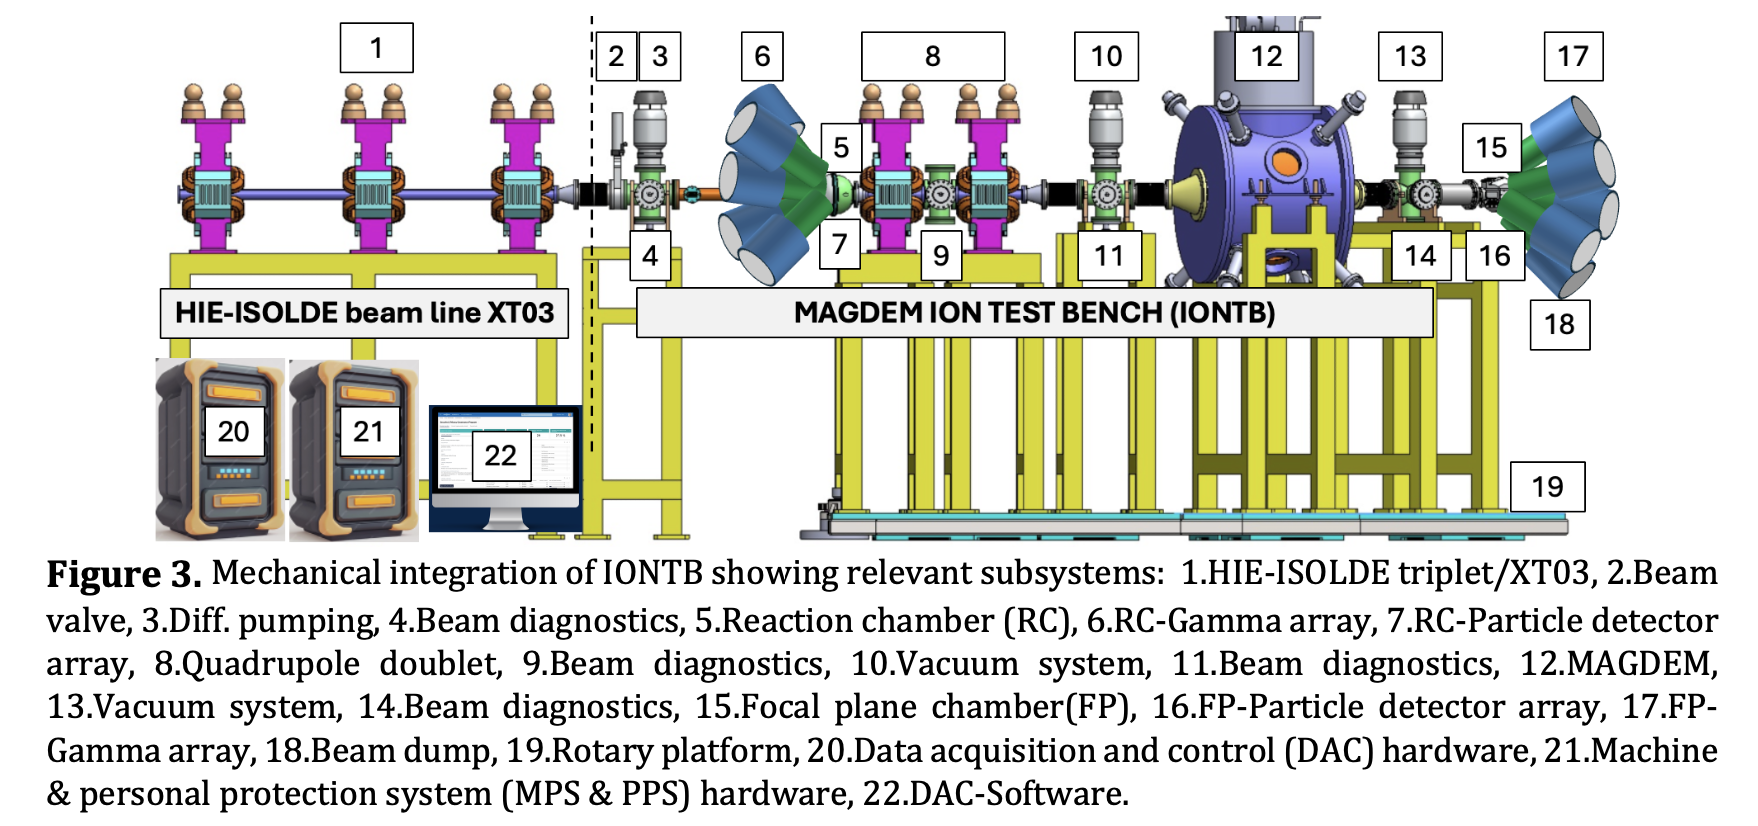 1
2
3
6
8
10
12
13
17
5
15
7
4
9
11
14
16
HIE-ISOLDE beam line XT03
MAGDEM ION TEST BENCH (IONTB)
18
20
21
22
19
Figure 3. Mechanical integration of IONTB showing relevant subsystems: 1.HIE-ISOLDE triplet/XT03, 2.Beam
valve, 3.Diff. pumping, 4.Beam diagnostics, 5.Reaction chamber (RC), 6.RC-Gamma array, 7.RC-Particle detector
array, 8.Quadrupole doublet, 9.Beam diagnostics, 10.Vacuum system, 11.Beam diagnostics, 12.MAGDEM,
13.Vacuum system, 14.Beam diagnostics, 15.Focal plane chamber(FP), 16.FP-Particle detector array, 17.FP-
Gamma array, 18.Beam dump, 19.Rotary platform, 20.Data acquisition and control (DAC) hardware, 21.Machine
& personal protection system (MPS & PPS) hardware, 22.DAC-Software.